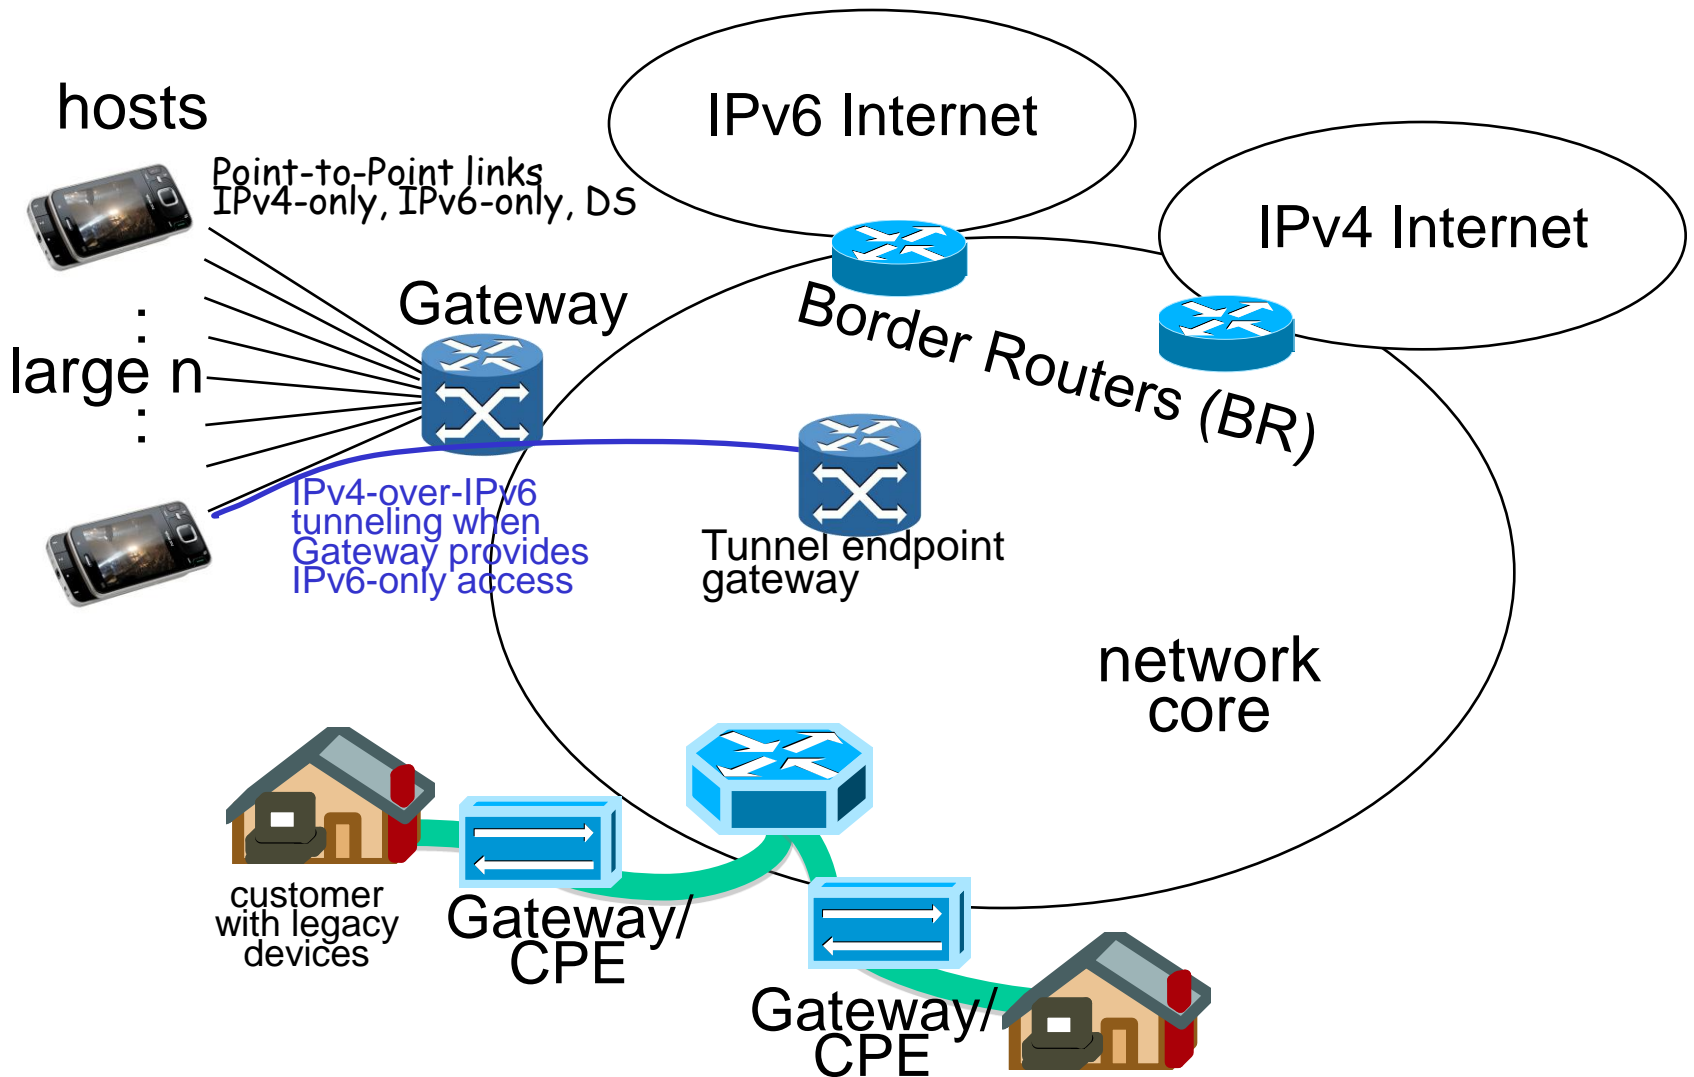 hosts
Point-to-Point links
IPv4-only, IPv6-only, DS
IPv6 Internet
IPv4 Internet
Gateway
Border Routers (BR)
large n
IPv4-over-IPv6
tunneling when
Gateway provides
IPv6-only access
Tunnel endpoint
gateway
network
core
customer
with legacy
devices
Gateway/
CPE
Gateway/
CPE